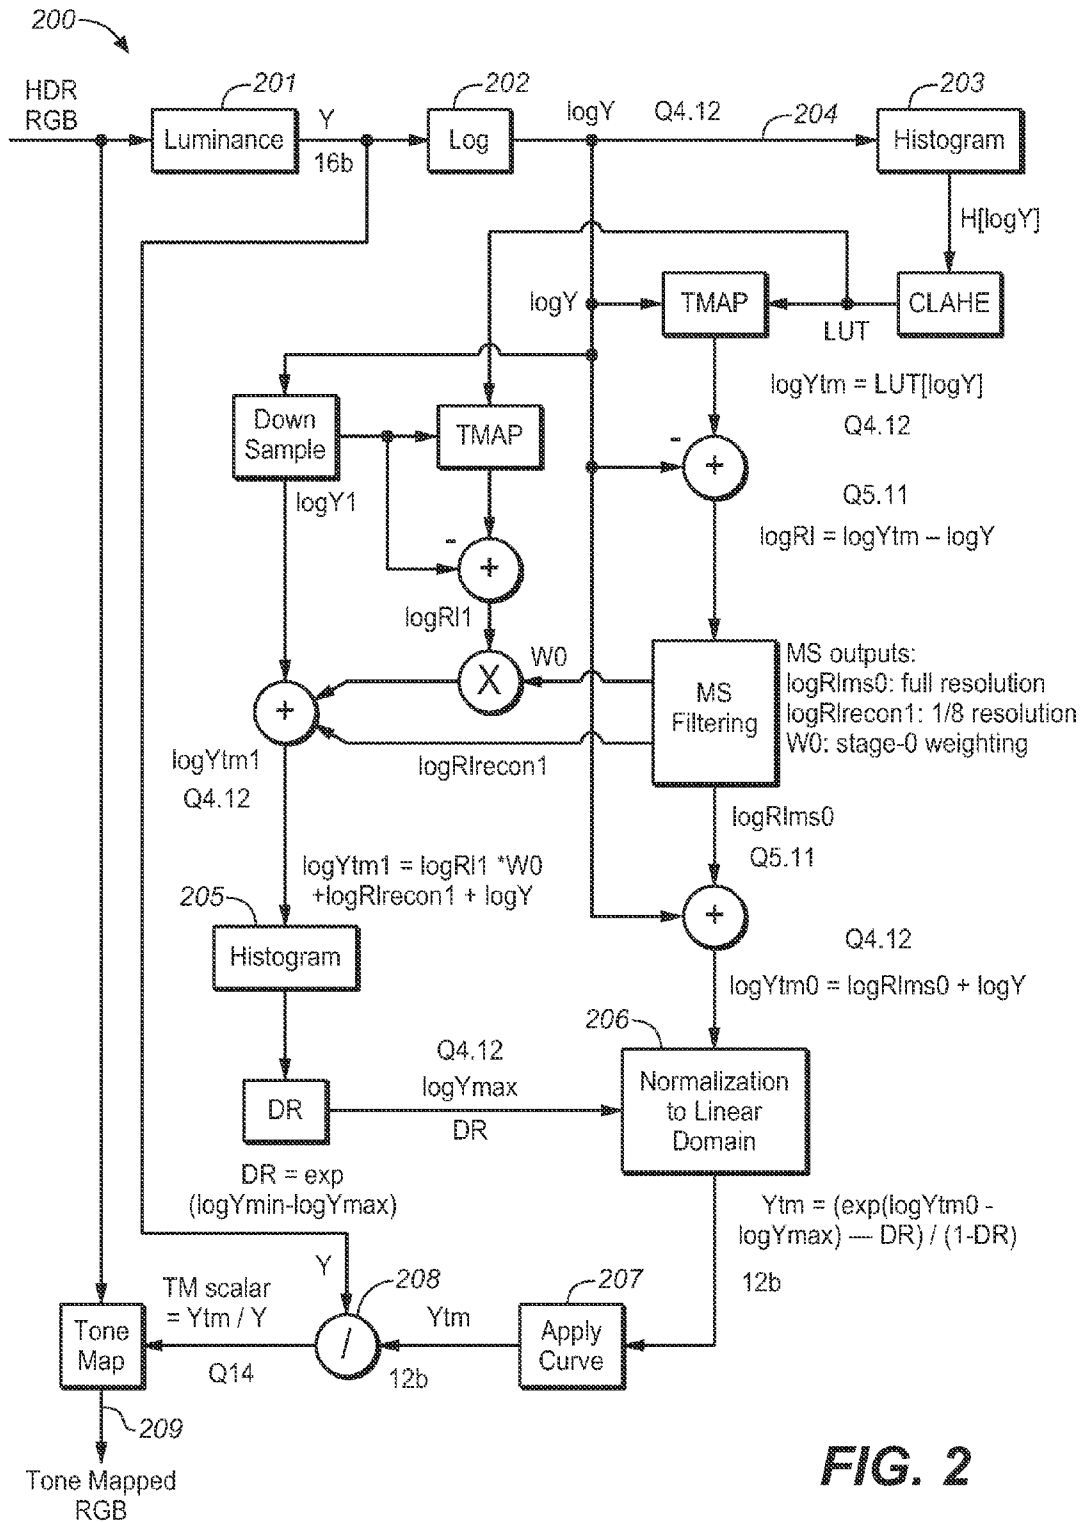 200
HDR
RGB
201
Luminance
Y
16b
202
Log
logY
Q4.12
204
203
Histogram
H[logY]
logY
TMAP
LUT
CLAHE
logYtm = LUT[logY]
Q4.12
Down
Sample
TMAP
-
+
logY1
Q5.11
logRI = logYtm – logY
-
+
logRI1
W0
X
MS
Filtering
MS outputs:
logRIms0: full resolution
logRIrecon1: 1/8 resolution
W0: stage-0 weighting
+
logYtm1
Q4.12
logRIrecon1
logRIms0
Q5.11
logYtm1 = logRI1 *W0
+logRIrecon1 + logY
+
205
Histogram
Q4.12
logYtm0 = logRIms0 + logY
206
Normalization
to Linear
Domain
Q4.12
logYmax
DR
DR
DR = exp
(logYmin-logYmax)
Ytm = (exp(logYtm0 -
logYmax) — DR) / (1-DR)
12b
Y
208
/
207
Apply
Curve
Ytm
12b
TM scalar
= Ytm / Y
Q14
Tone
Map
209
Tone Mapped
RGB
FIG. 2